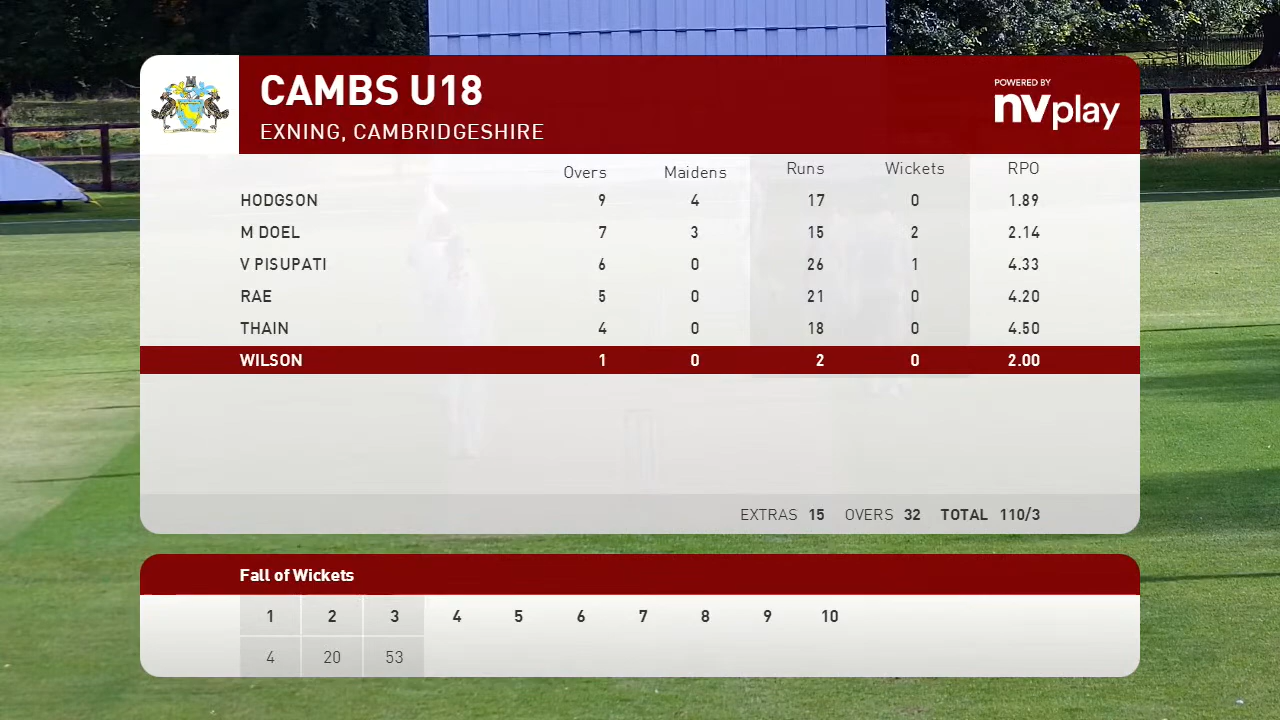 CAMBS U18
EXNING, CAMBRIDGESHIRE
POWERED BY
nvplay
Overs Maidens Runs Wickets RPO
HODGSON 9 4 17 0 1.89
M DOEL 7 3 15 2 2.14
V PISUPATI 6 0 26 1 4.33
RAE 5 0 21 0 4.20
THAIN 4 0 18 0 4.50
WILSON 1 0 2 0 2.00
EXTRAS 15 OVERS 32 TOTAL 110/3
Fall of Wickets
1 2 3 4 5 6 7 8 9 10
4 20 53